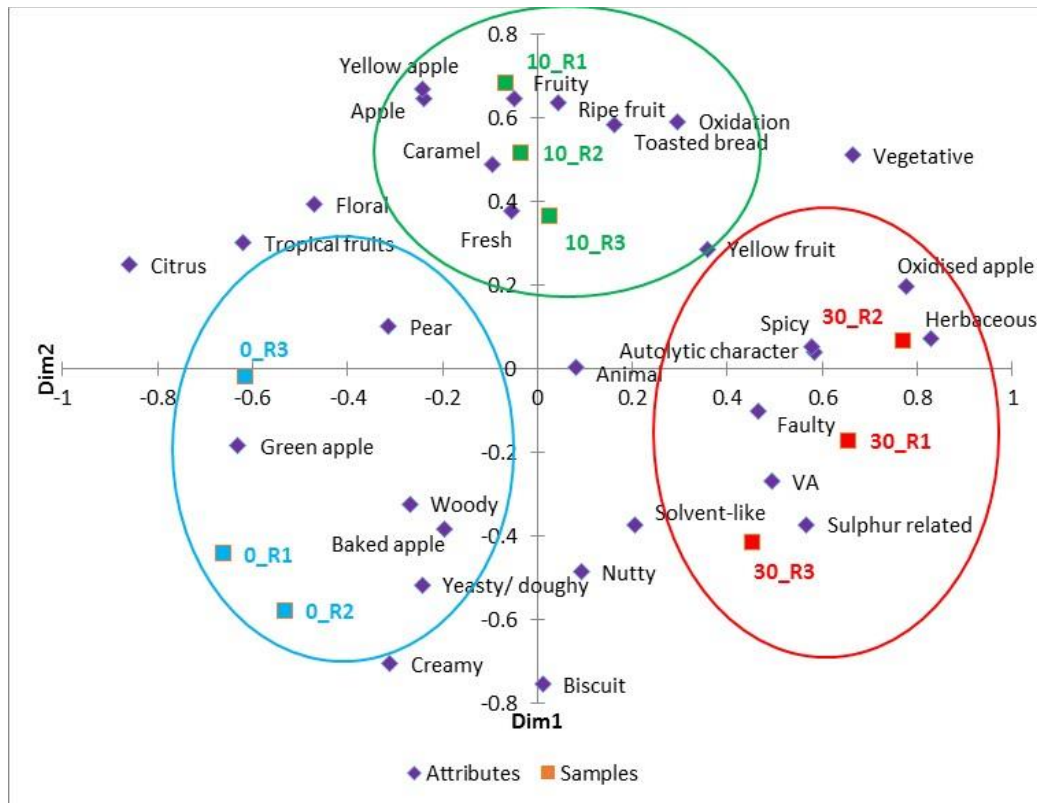 0.8
10_R1
Yellow apple
Fruity
Apple
0.6
Ripe fruit
Oxidation
Toasted bread
10_R2
Caramel
Vegetative
0.4
Floral
Fresh
10_R3
Tropical fruits
Yellow fruit
Citrus
0.2
Oxidised apple
Pear
Spicy
30_R2
Herbaceous
0_R3
Autolytic character
Dim2
0
Animal
-1 -0.8 -0.6 -0.4 -0.2 0 0.2 0.4 0.6 0.8 1
Faulty
30_R1
Green apple
-0.2
VA
Woody
Solvent-like
Sulphur related
Baked apple
-0.4
0_R1
30_R3
Yeasty/ doughy
Nutty
0_R2
-0.6
Creamy
Biscuit
-0.8
Dim1
Attributes Samples